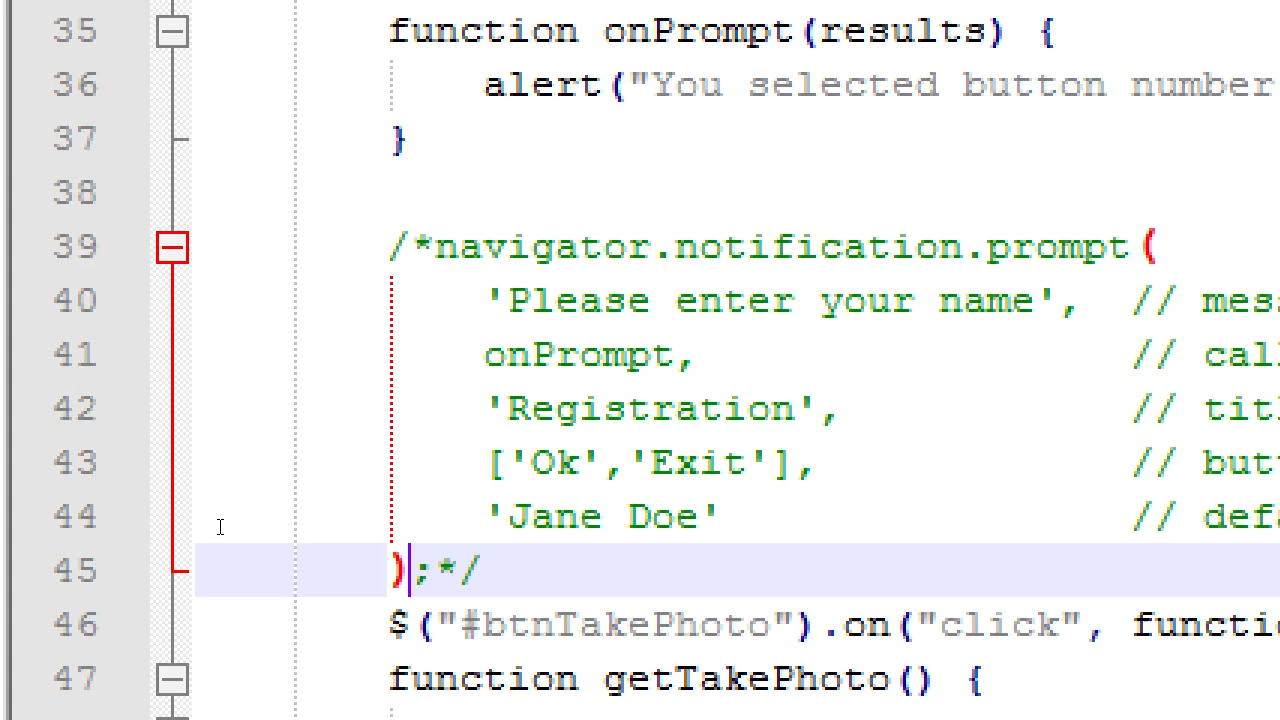 35 function onPrompt(results) {
36 alert("You selected button number
37 }
38
39 /*navigator.notification.prompt(
40 'Please enter your name', // mess
41 onPrompt, // call
42 'Registration', // titl
43 ['Ok','Exit'], // butt
44 'Jane Doe' // defa
45 );*/
46 $("#btnTakePhoto").on("click", functio
47 function getTakePhoto() {